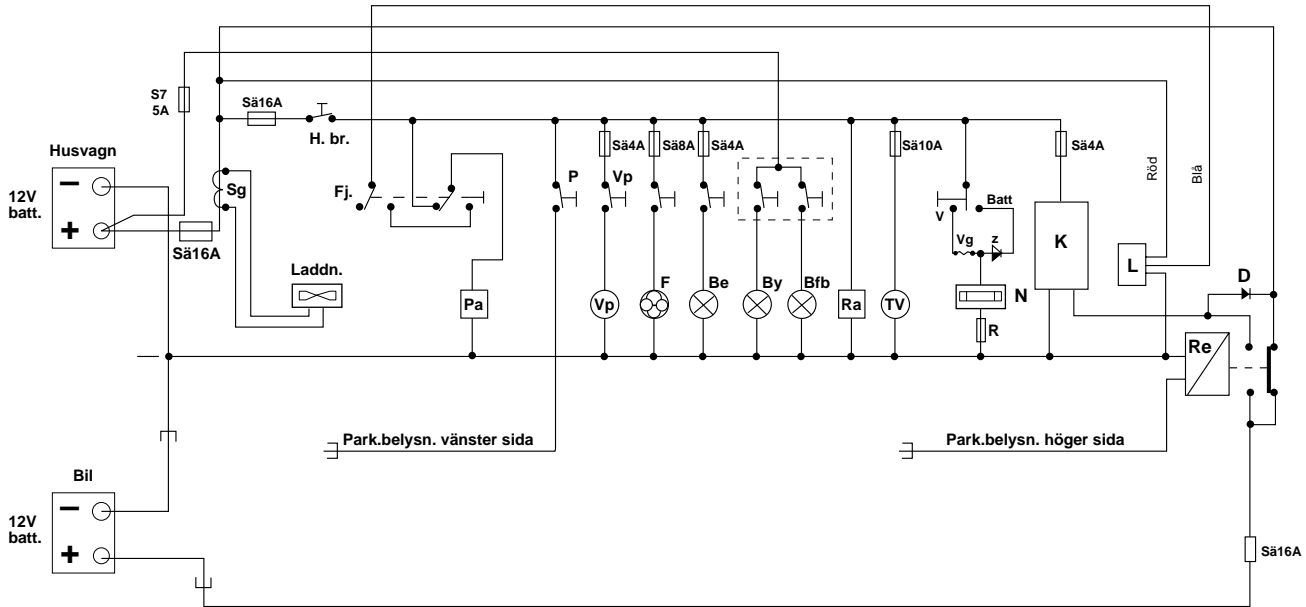 S7
5A
Sä16A
H. br.
Husvagn
12V
batt.
−
+
Sä16A
Sg
Laddn.
Fj.
Pa
P
Vp
Sä4A
Sä8A
Sä4A
Sä10A
Sä4A
Vp
F
Be
By
Bfb
Ra
TV
V
Batt
Vg
z
N
R
K
L
Röd
Blå
D
Re
Park.belysn. vänster sida
Park.belysn. höger sida
Bil
12V
batt.
−
+
Sä16A